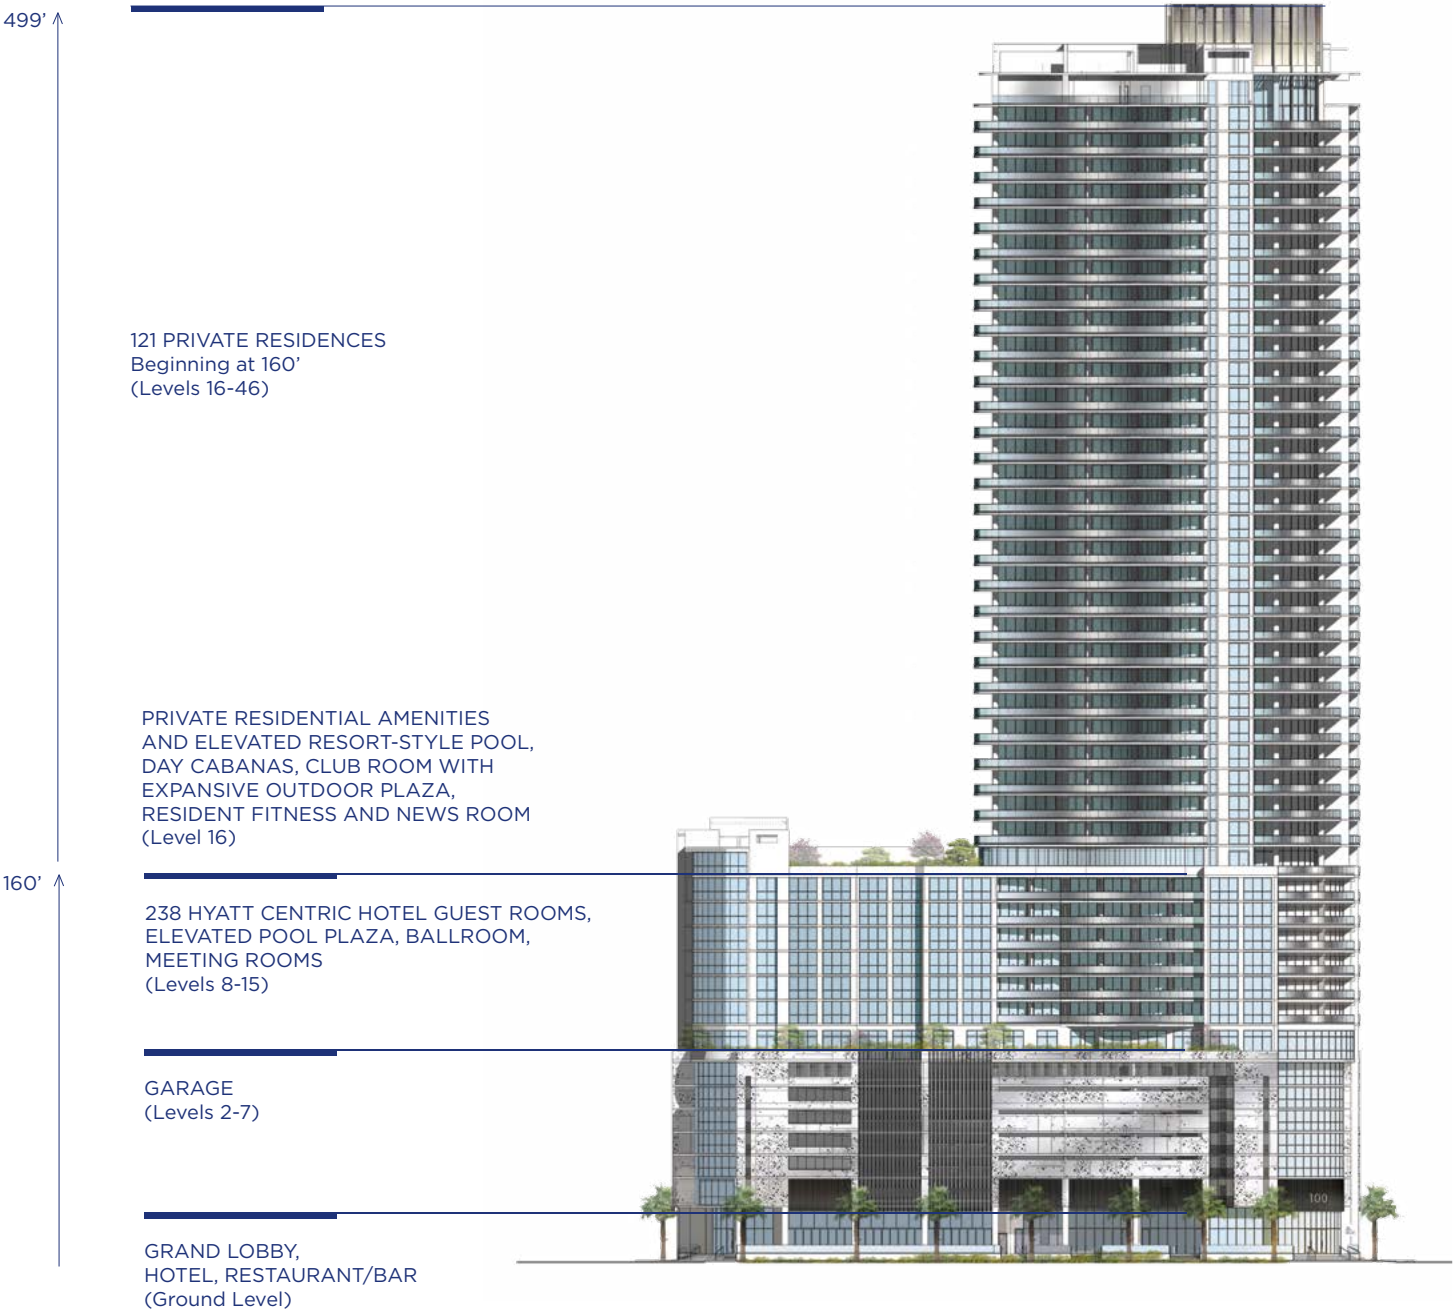 499’
121 PRIVATE RESIDENCES
Beginning at 160’
(Levels 16-46)
PRIVATE RESIDENTIAL AMENITIES
AND ELEVATED RESORT-STYLE POOL,
DAY CABANAS, CLUB ROOM WITH
EXPANSIVE OUTDOOR PLAZA,
RESIDENT FITNESS AND NEWS ROOM
(Level 16)
160’
238 HYATT CENTRIC HOTEL GUEST ROOMS,
ELEVATED POOL PLAZA, BALLROOM,
MEETING ROOMS
(Levels 8-15)
GARAGE
(Levels 2-7)
100
GRAND LOBBY,
HOTEL, RESTAURANT/BAR
(Ground Level)